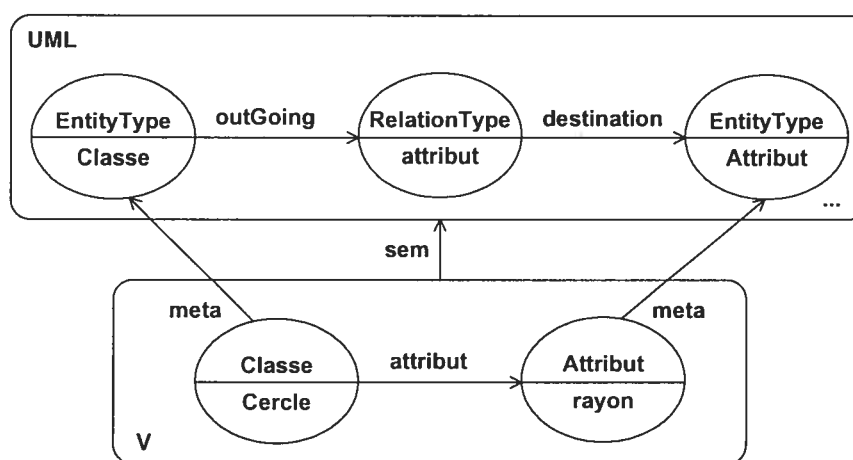 UML
EntityType
Classe
outGoing
RelationType
attribut
destination
EntityType
Attribut
...
sem
meta
meta
Classe
Cercle
attribut
Attribut
rayon
V